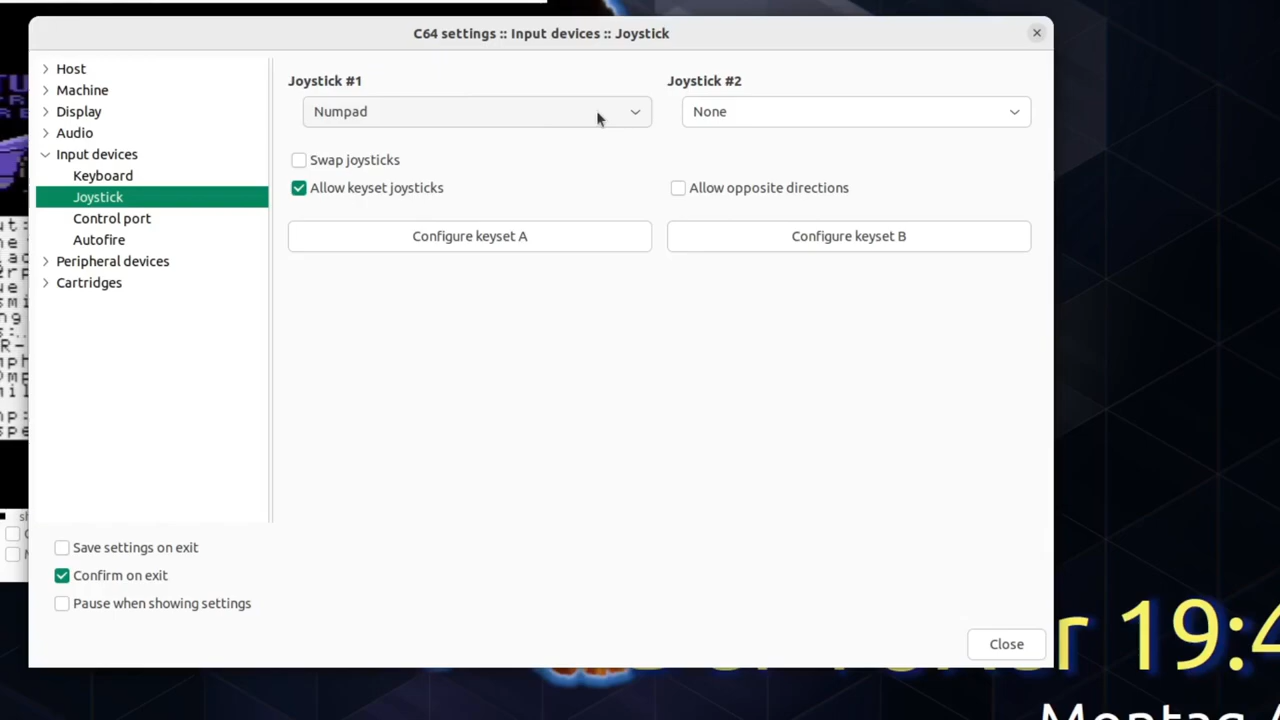 C64 settings :: Input devices :: Joystick
Host
Machine
Display
Audio
Input devices
Keyboard
Joystick
Control port
Autofire
Peripheral devices
Cartridges
Joystick #1
Numpad
Joystick #2
None
Swap joysticks
Allow keyset joysticks
Allow opposite directions
Configure keyset A
Configure keyset B
Save settings on exit
Confirm on exit
Pause when showing settings
Close
19:4